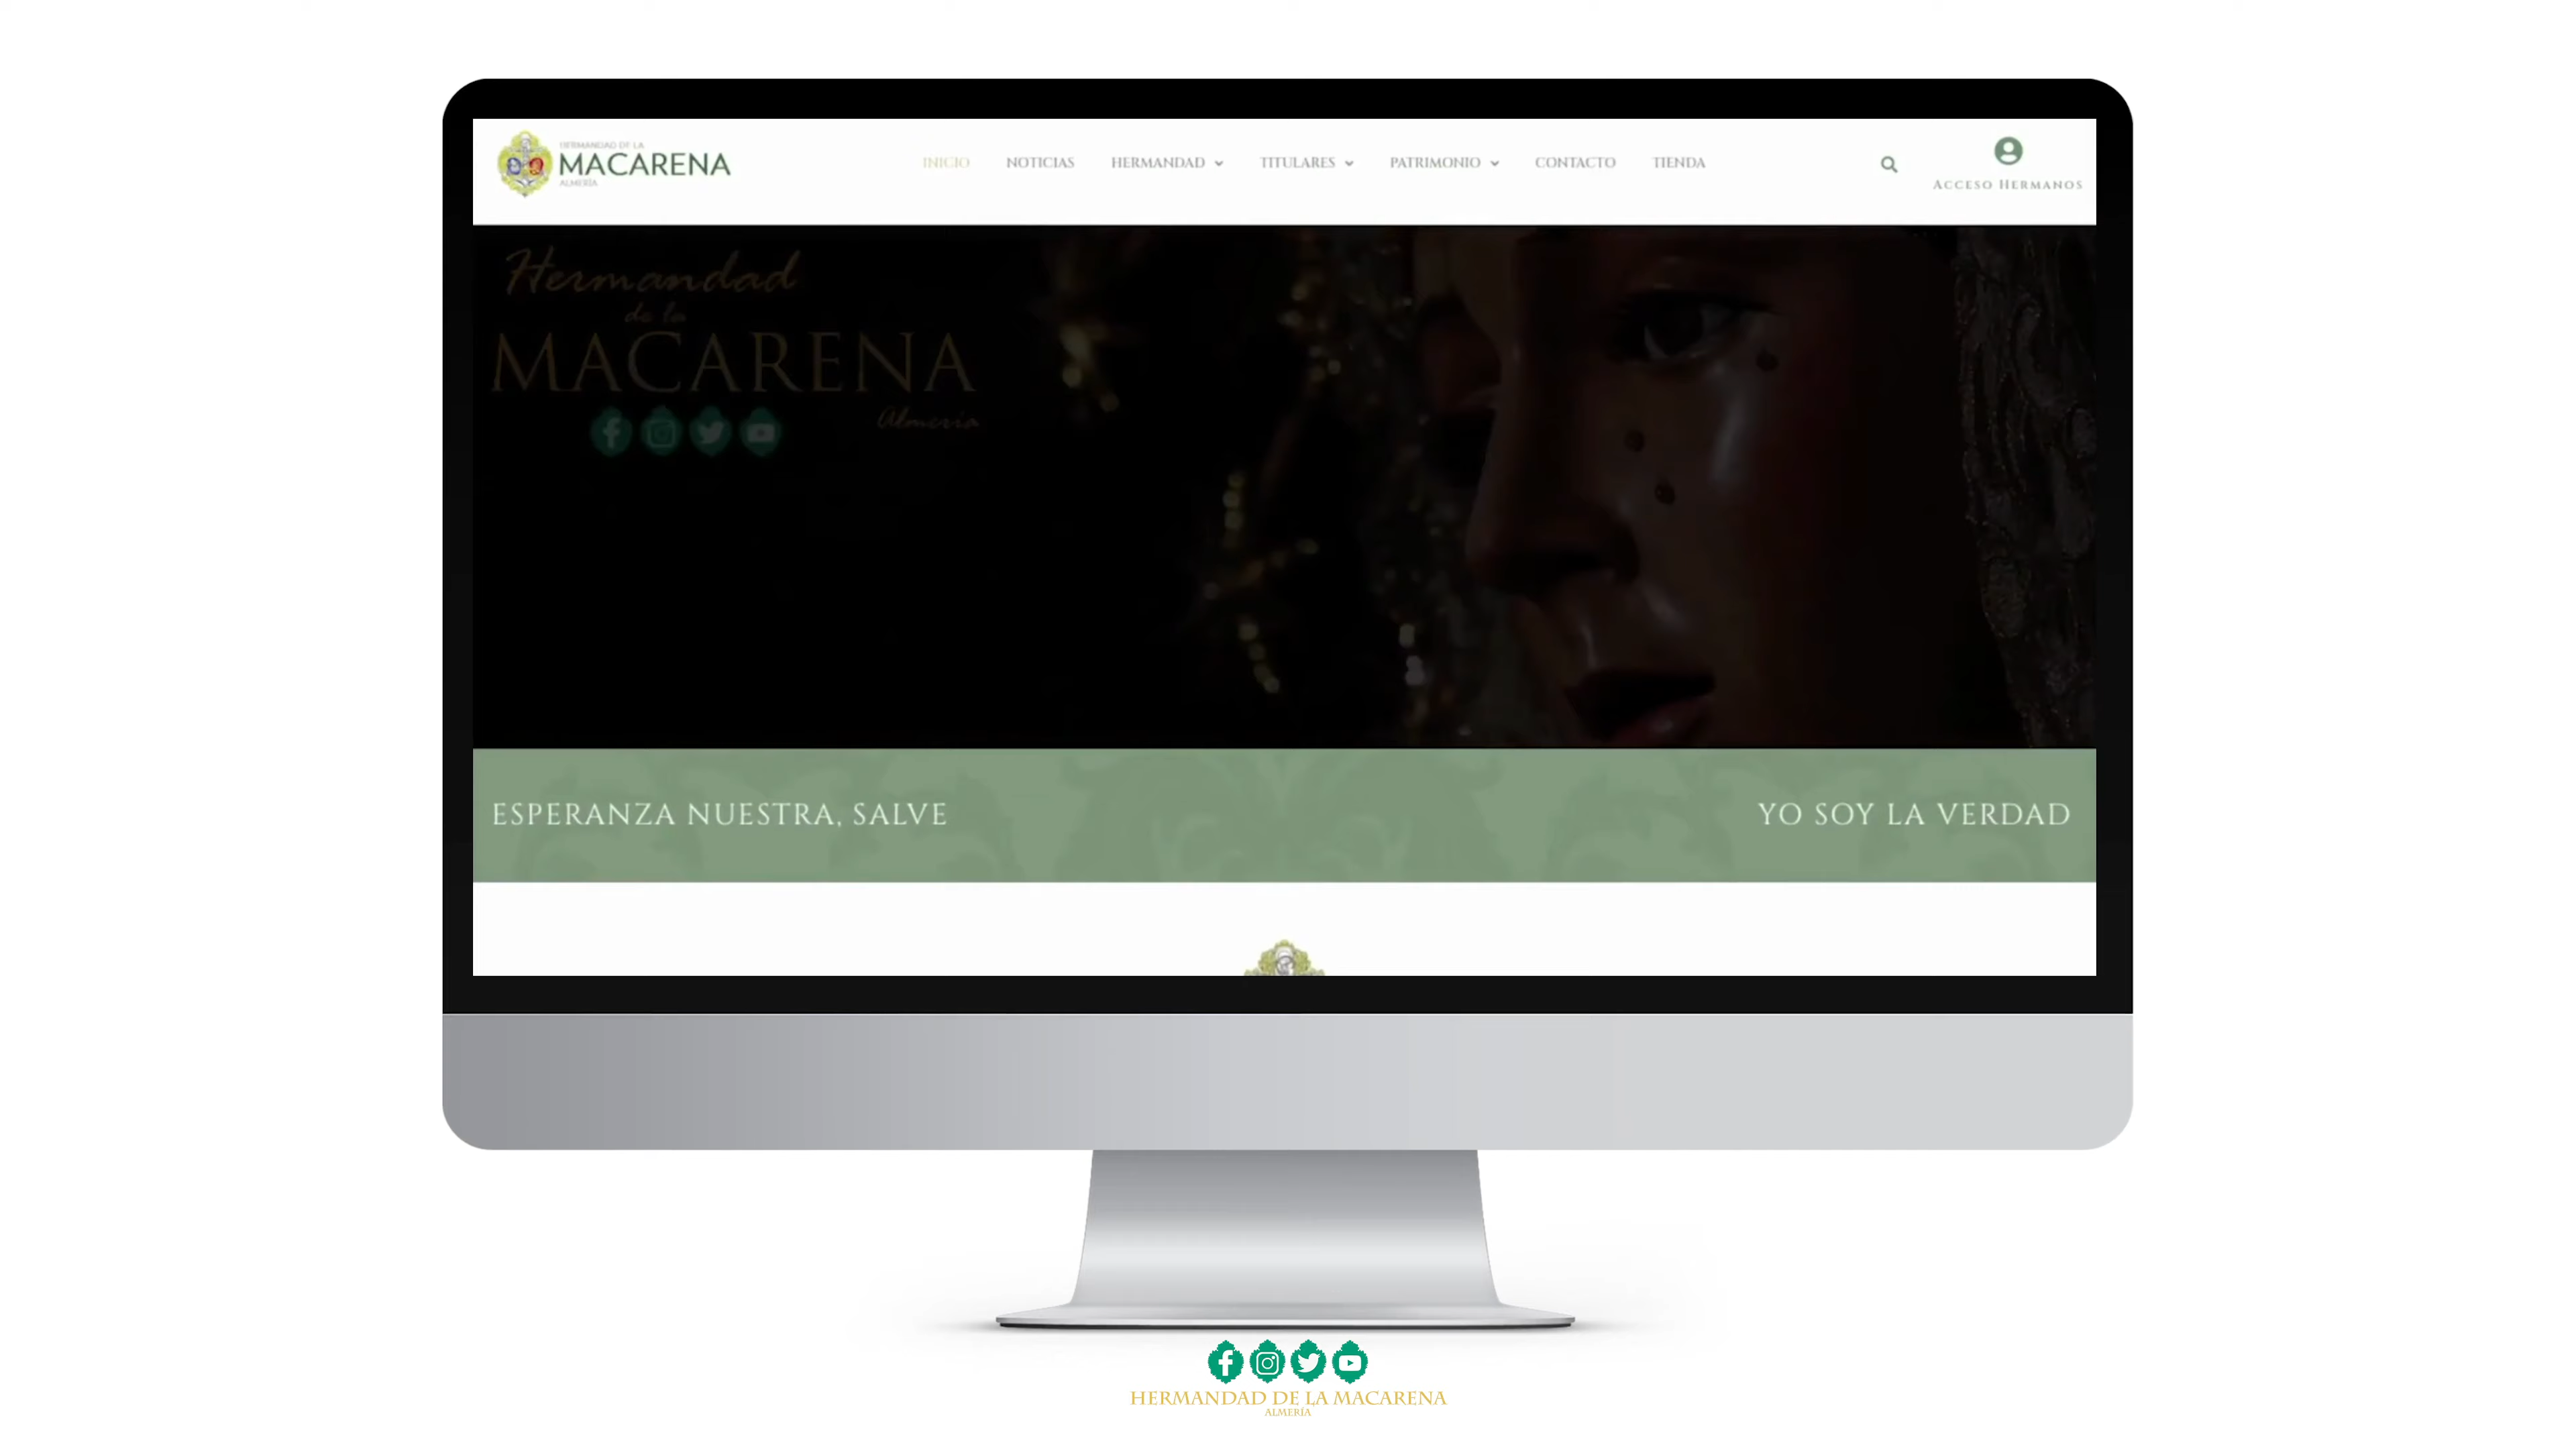 HERMANDAD DE LA
MACARENA
ALMERÍA
INICIO
NOTICIAS
HERMANDAD
TITULARES
PATRIMONIO
CONTACTO
TIENDA
ACCESO HERMANOS
Hermandad
de la
MACARENA
Almería
ESPERANZA NUESTRA, SALVE
YO SOY LA VERDAD
HERMANDAD DE LA MACARENA
ALMERÍA